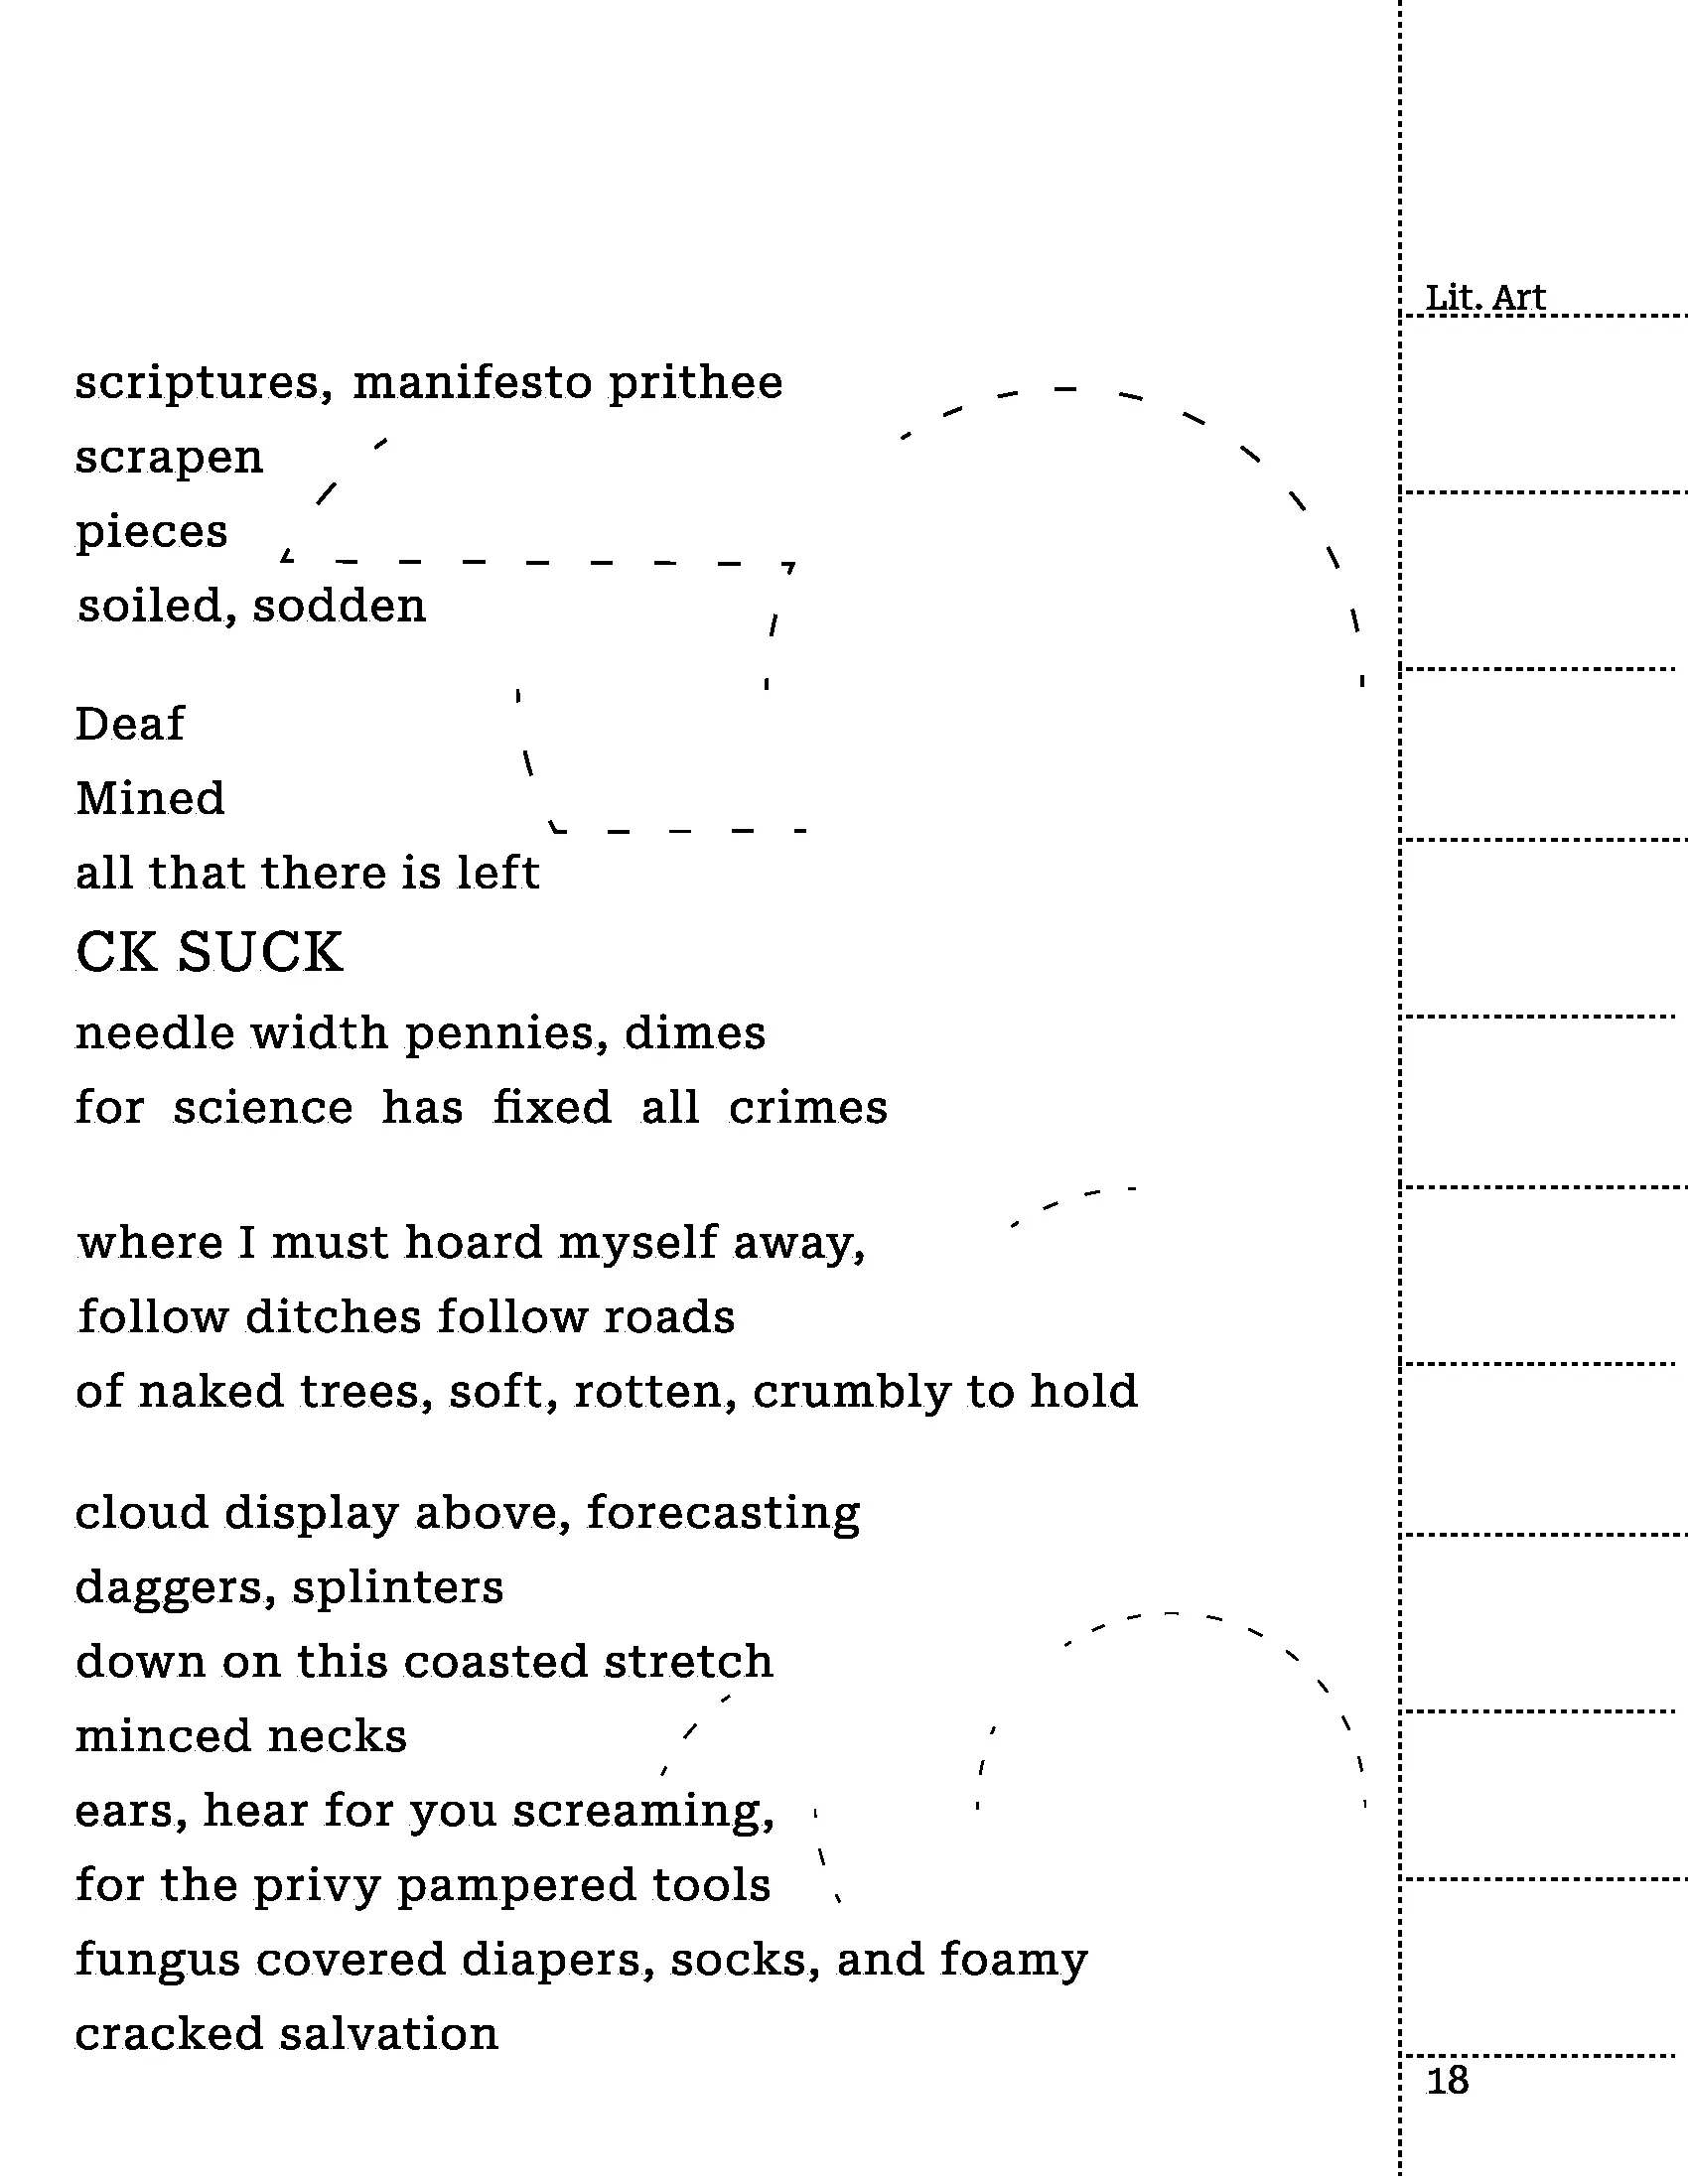 Lit. Art
scriptures, manifesto prithee
scrapen
pieces
soiled, sodden
Deaf
Mined
all that there is left
CK SUCK
needle width pennies, dimes
for science has fixed all crimes
where I must hoard myself away,
follow ditches follow roads
of naked trees, soft, rotten, crumbly to hold
cloud display above, forecasting
daggers, splinters
down on this coasted stretch
minced necks
ears, hear for you screaming,
for the privy pampered tools
fungus covered diapers, socks, and foamy
cracked salvation
18